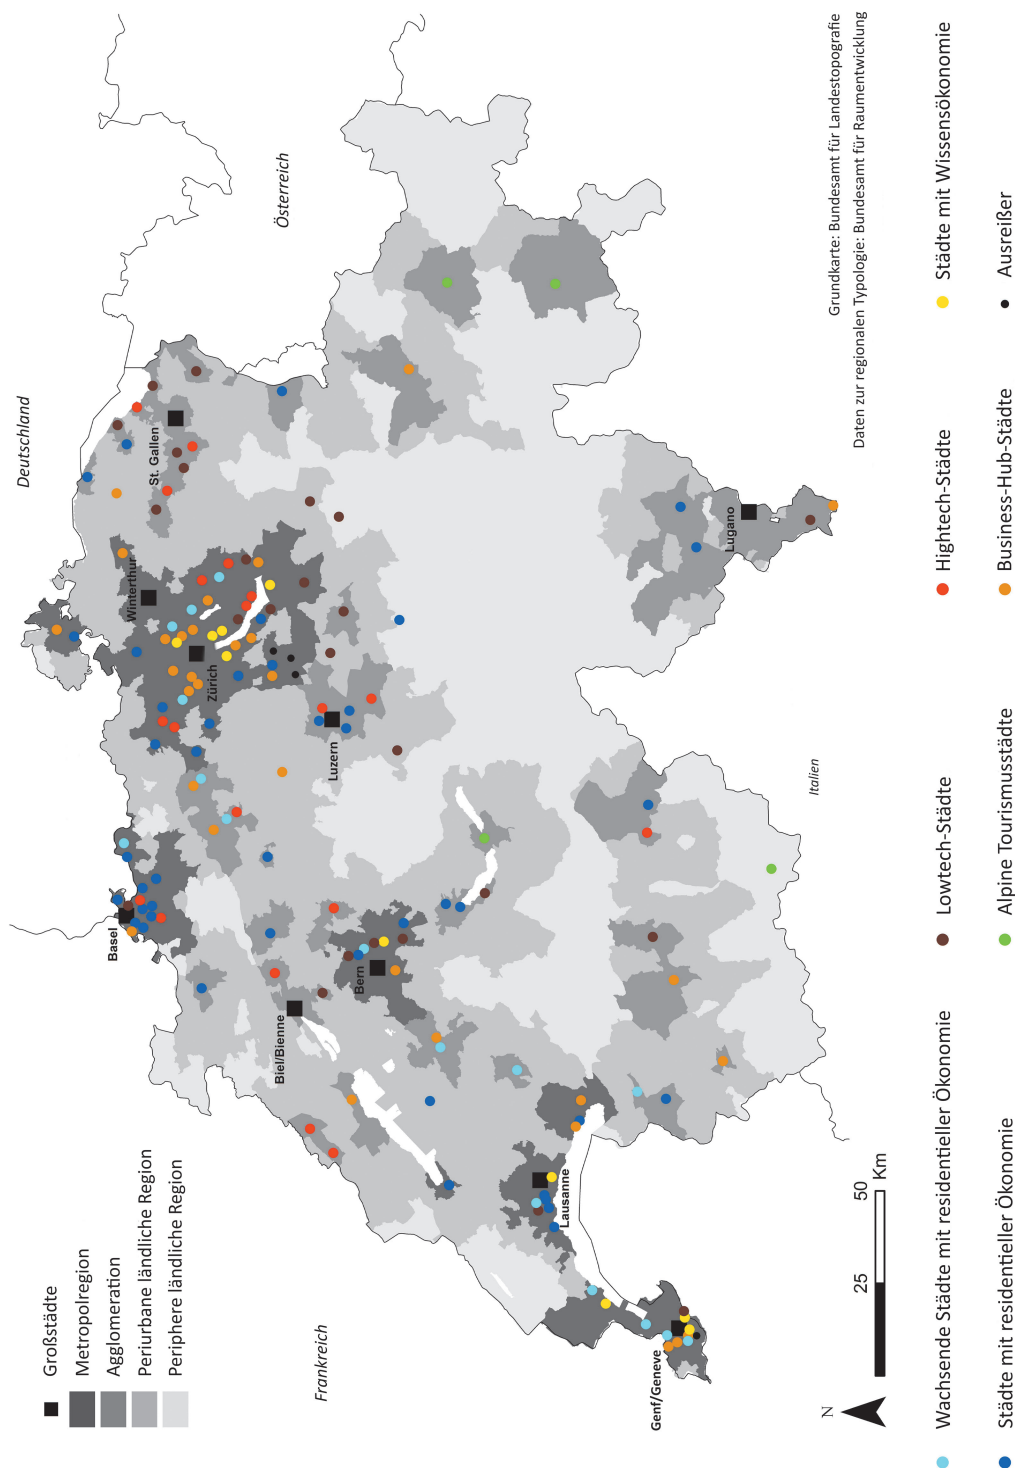 Großstädte
Metropolregion
Agglomeration
Periurbane ländliche Region
Periphere ländliche Region
Deutschland
Österreich
Frankreich
Italien
Basel
Winterthur
St. Gallen
Zürich
Biel/Bienne
Luzern
Bern
Lausanne
Genf/Geneve
Lugano
N
25
50
Km
Grundkarte: Bundesamt für Landestopografie
Daten zur regionalen Typologie: Bundesamt für Raumentwicklung
Wachsende Städte mit residentieller Ökonomie
Lowtech-Städte
Hightech-Städte
Städte mit Wissensökonomie
Städte mit residentieller Ökonomie
Alpine Tourismusstädte
Business-Hub-Städte
Ausreißer